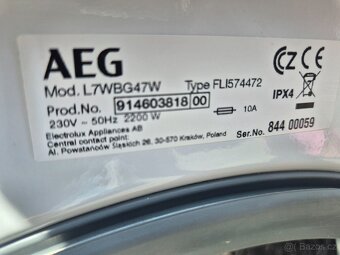 AEG
Mod. L7WBG47W Type FLI574472
Prod.No. 914603818 00
230V ~ 50Hz 2200 W 10A
IPX4
Electrolux Appliances AB
Central contact point:
Al. Powstańców Śląskich 26, 30-570 Kraków, Poland
Ser.No. 844 00059
Bazoš.cz